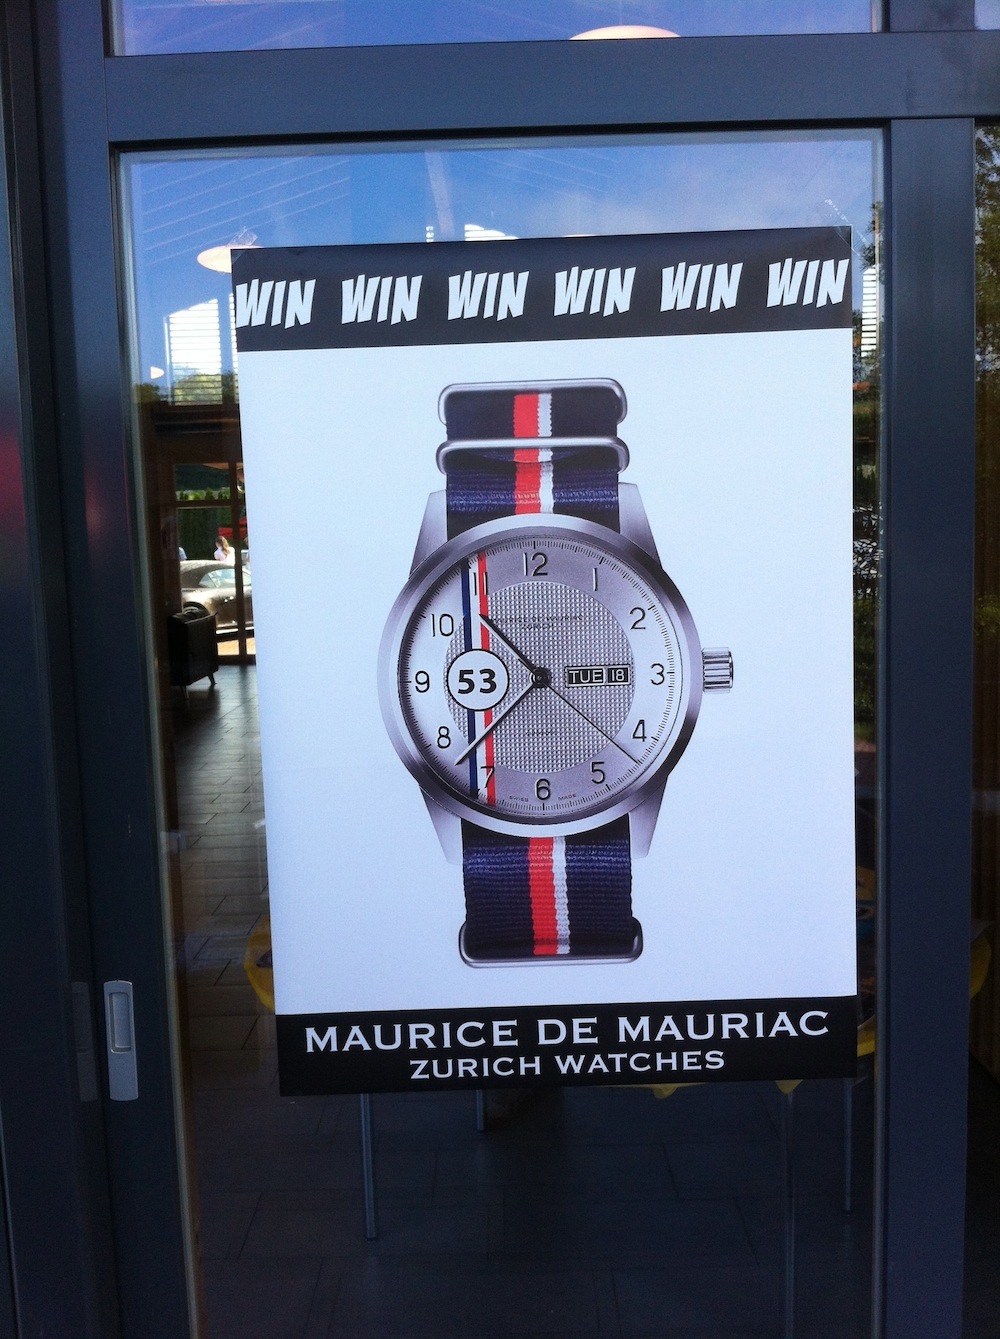 WIN WIN WIN WIN WIN WIN
12
11 1
10 2
9 53 TUE 18 3
8 4
7 5
6
SWISS MADE
MAURICE DE MAURIAC
ZURICH WATCHES